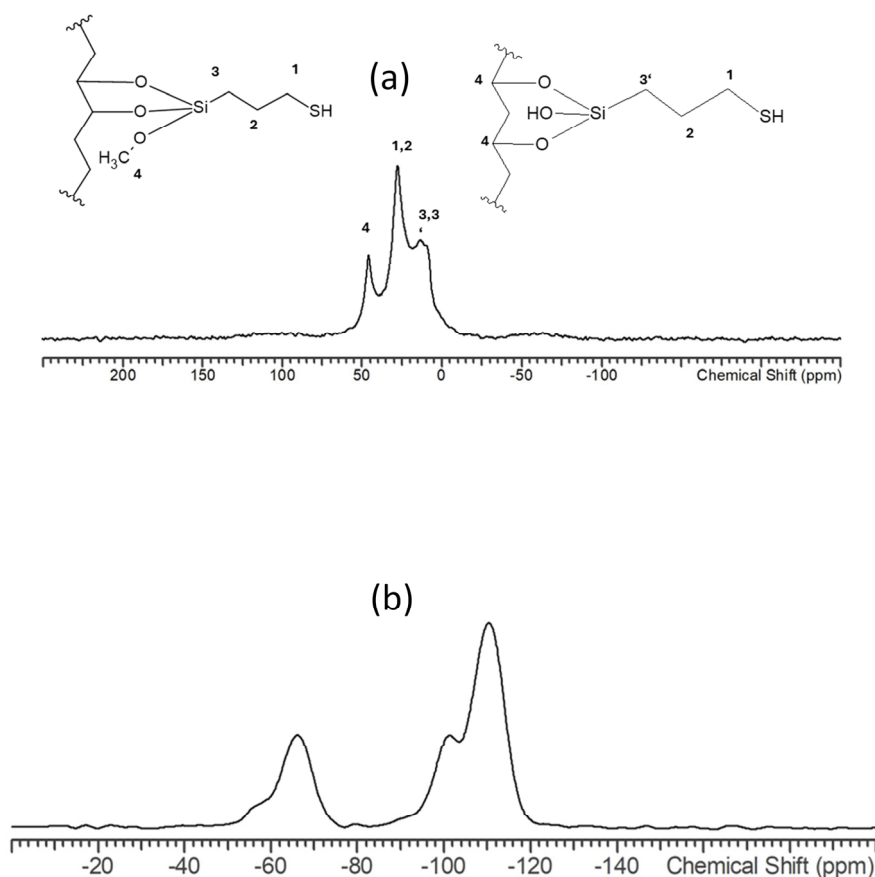 (a)
O
3
1
O
Si
2
SH
O
H₃C
4
4
O
3‘
1
HO
Si
2
SH
4
O
1,2
4
3,3
‘
200 150 100 50 0 -50 -100 Chemical Shift (ppm)
(b)
-20 -40 -60 -80 -100 -120 -140 Chemical Shift (ppm)